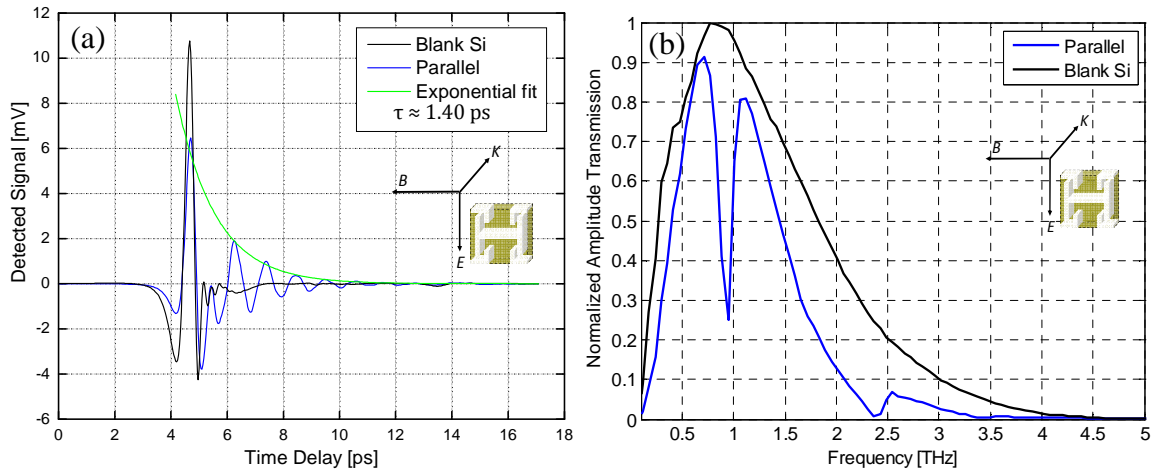 (a)
Blank Si
Parallel
Exponential fit
τ ≈ 1.40 ps
B
K
E
12
10
8
6
4
2
0
-2
-4
-6
Detected Signal [mV]
0 2 4 6 8 10 12 14 16 18
Time Delay [ps]
(b)
Parallel
Blank Si
B
K
E
1
0.9
0.8
0.7
0.6
0.5
0.4
0.3
0.2
0.1
0
Normalized Amplitude Transmission
0.5 1 1.5 2 2.5 3 3.5 4 4.5 5
Frequency [THz]